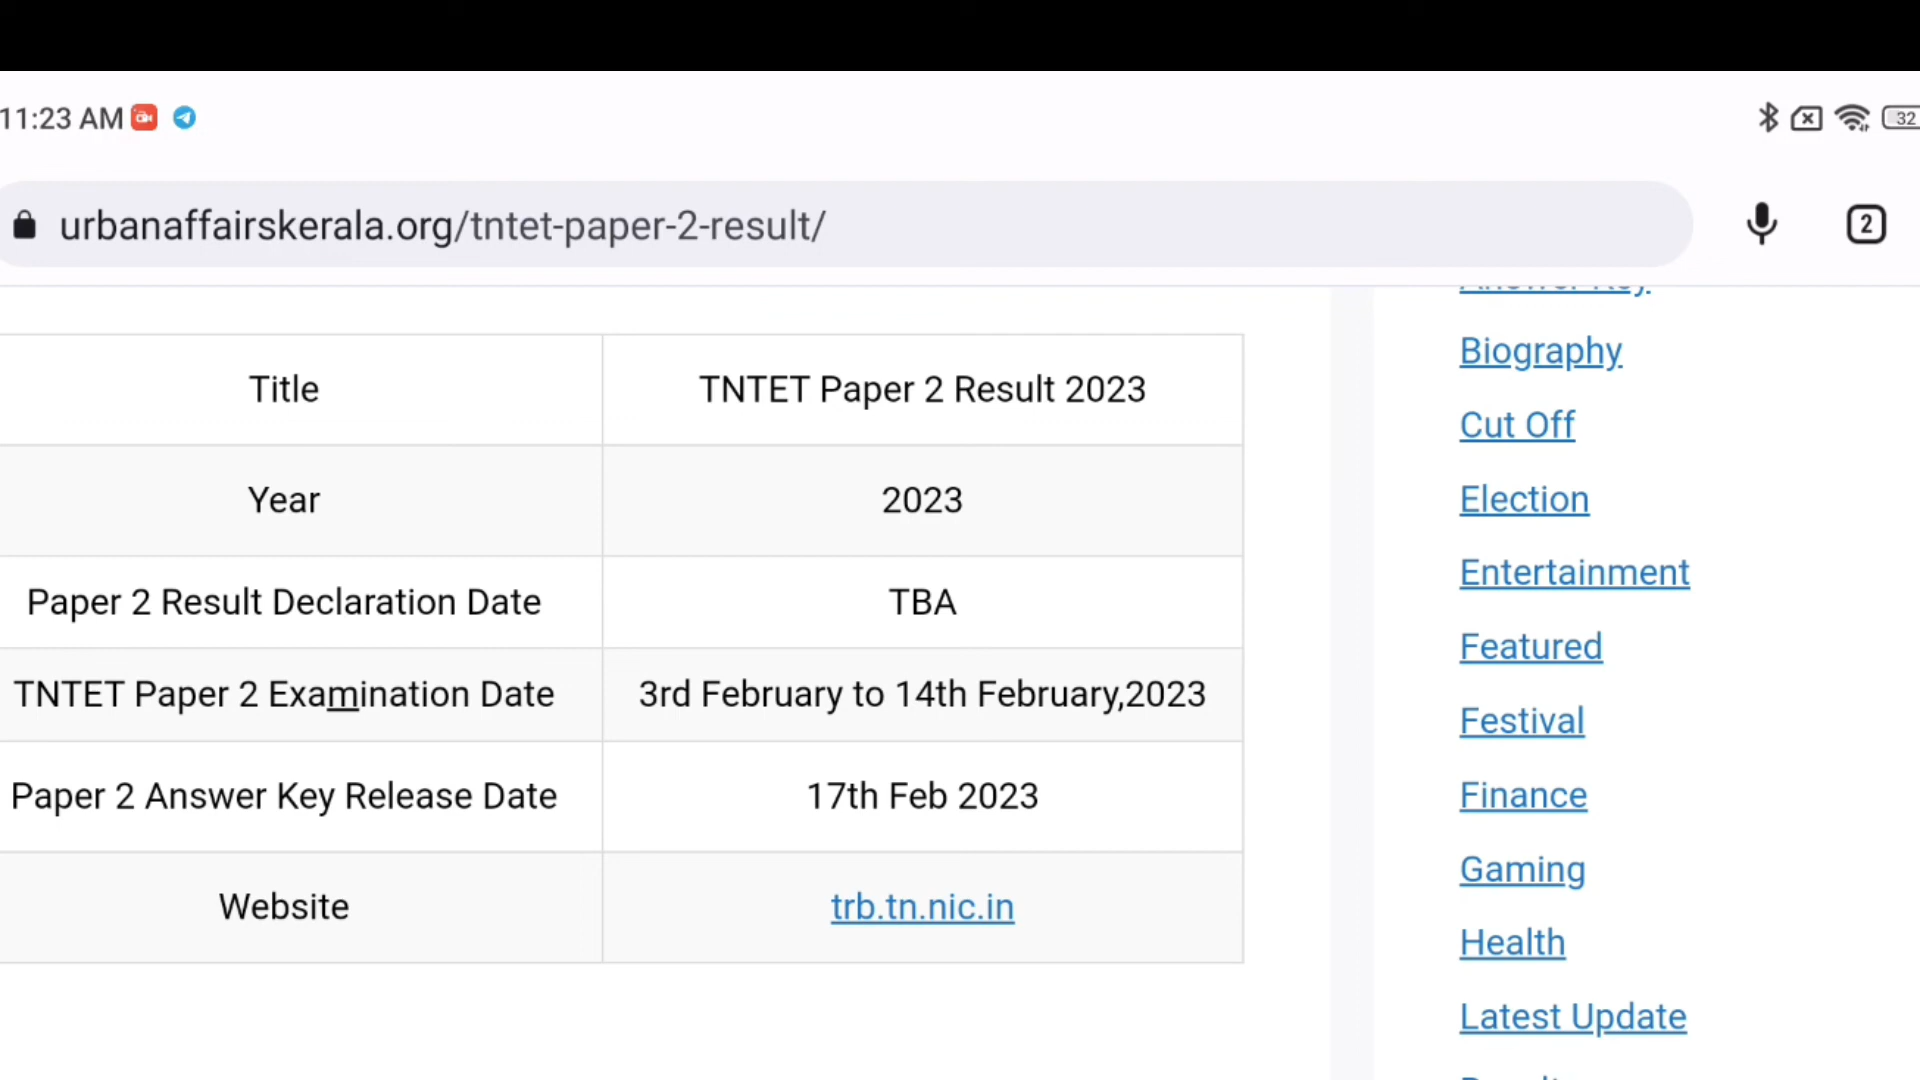 11:23 AM
32
urbanaffairskerala.org/tntet-paper-2-result/
2
Title TNTET Paper 2 Result 2023
Year 2023
Paper 2 Result Declaration Date TBA
TNTET Paper 2 Examination Date 3rd February to 14th February,2023
Paper 2 Answer Key Release Date 17th Feb 2023
Website trb.tn.nic.in
Answer Key
Biography
Cut Off
Election
Entertainment
Featured
Festival
Finance
Gaming
Health
Latest Update